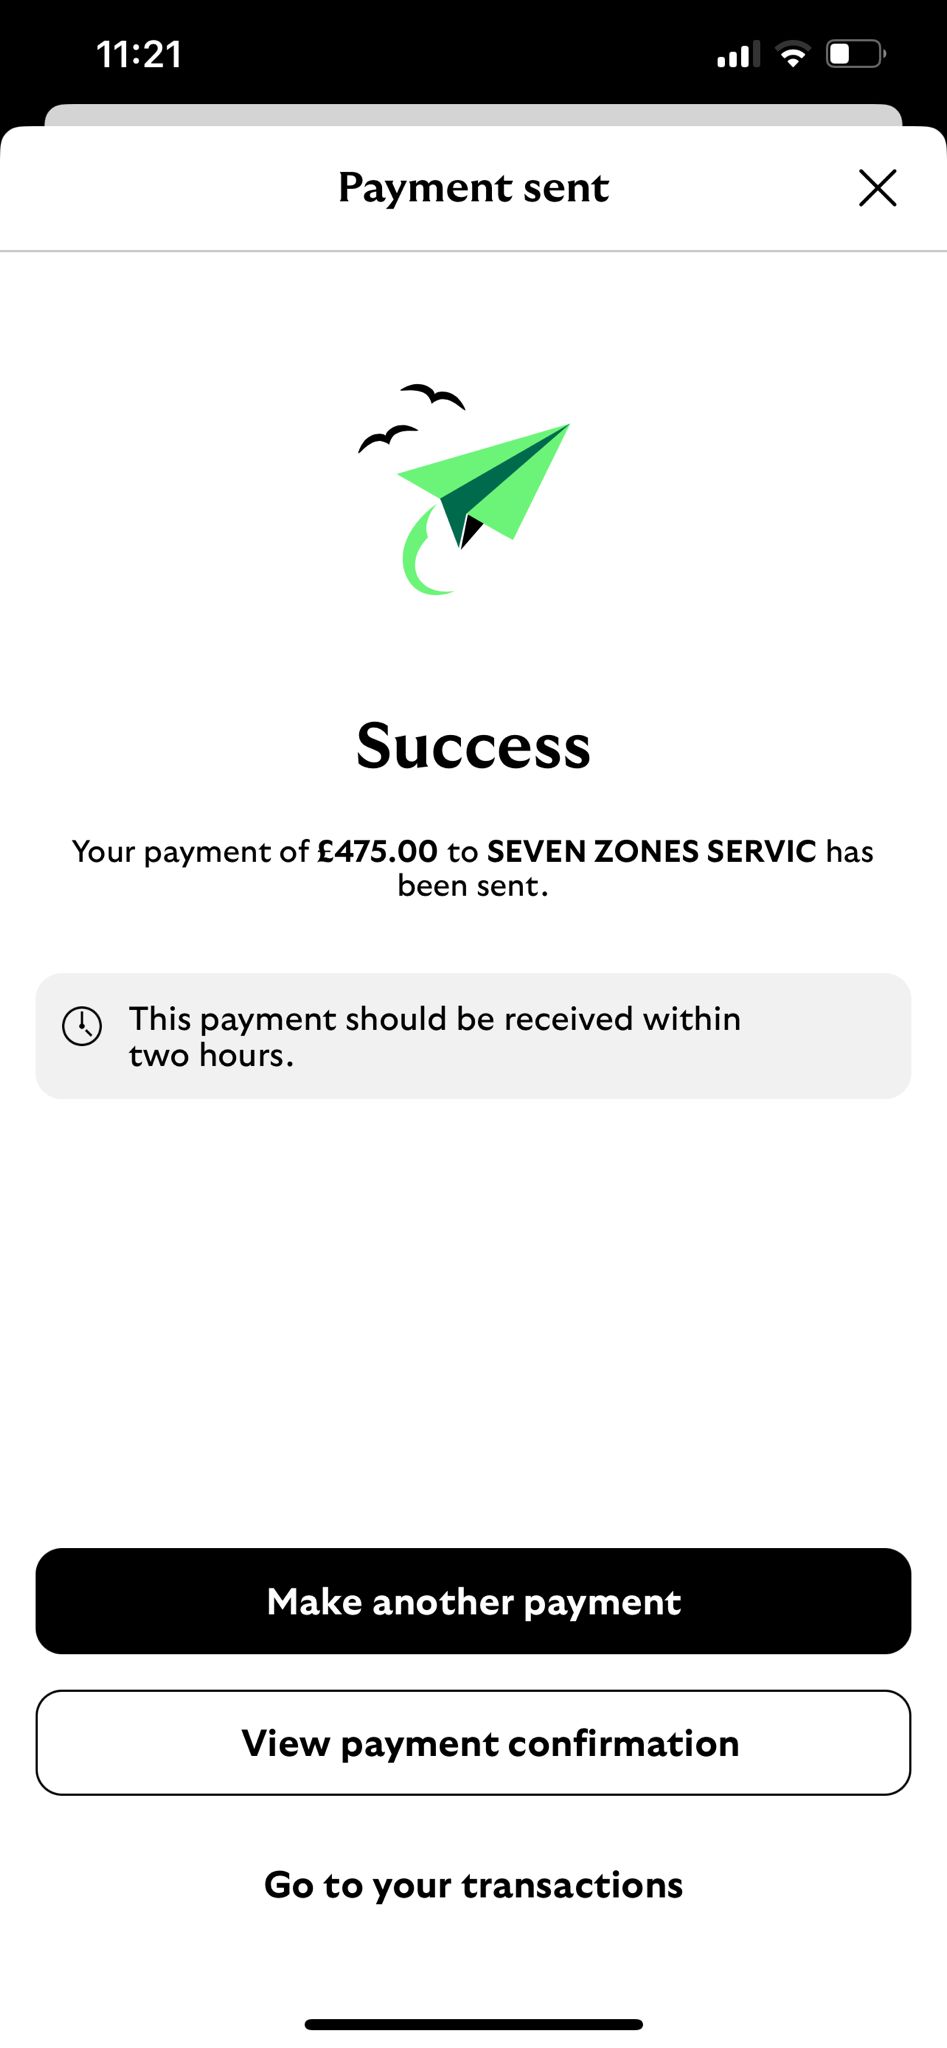 11:21
Payment sent
Success
Your payment of £475.00 to SEVEN ZONES SERVIC has
been sent.
This payment should be received within
two hours.
Make another payment
View payment confirmation
Go to your transactions